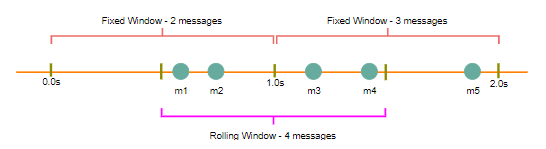 Fixed Window - 2 messages
Fixed Window - 3 messages
0.0s
m1
m2
1.0s
m3
m4
m5
2.0s
Rolling Window - 4 messages